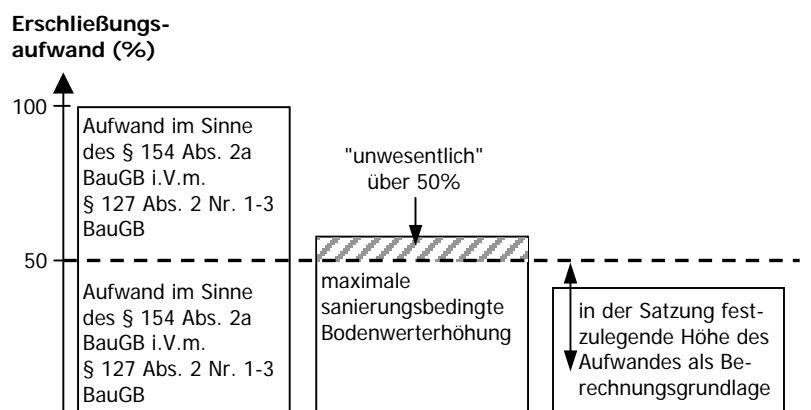 Erschließungs-
aufwand (%)
100
Aufwand im Sinne
des § 154 Abs. 2a
BauGB i.V.m.
§ 127 Abs. 2 Nr. 1-3
BauGB
"unwesentlich"
über 50%
50
Aufwand im Sinne
des § 154 Abs. 2a
BauGB i.V.m.
§ 127 Abs. 2 Nr. 1-3
BauGB
maximale
sanierungsbedingte
Bodenwerterhöhung
in der Satzung fest-
zulegende Höhe des
Aufwandes als Be-
rechnungsgrundlage